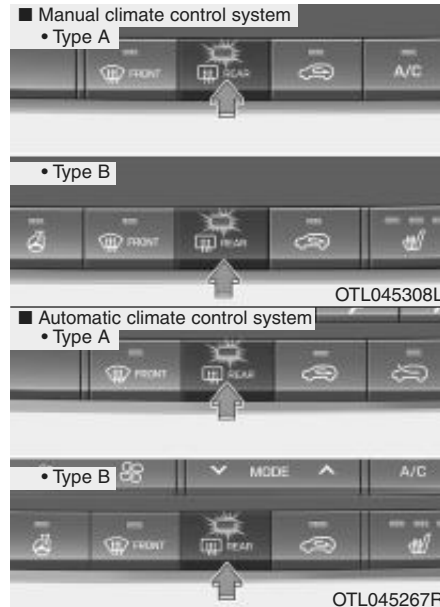 ■ Manual climate control system
• Type A
FRONT REAR A/C
• Type B
FRONT REAR
OTL045308L
■ Automatic climate control system
• Type A
FRONT REAR
• Type B MODE A/C
FRONT REAR
OTL045267R